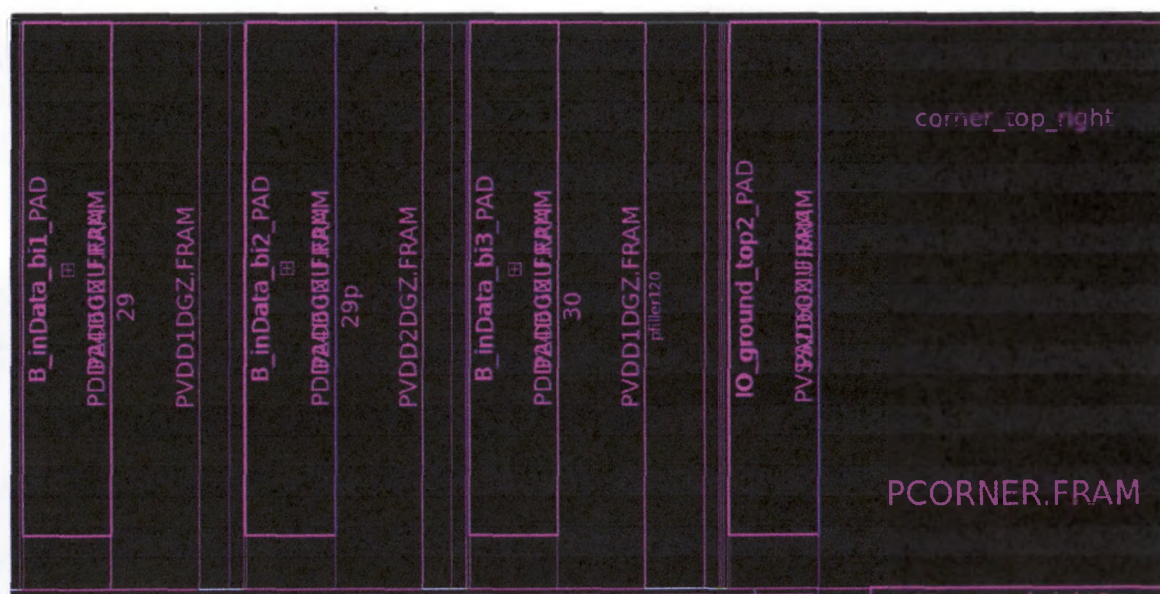 B_inData_bi1_PAD
29
PVDD1DGZ.FRAM
B_inData_bi2_PAD
29p
PVDD2DGZ.FRAM
B_inData_bi3_PAD
30
PVDD1DGZ.FRAM
pfiller120
IO_ground_top2_PAD
corner_top_right
PCORNER.FRAM